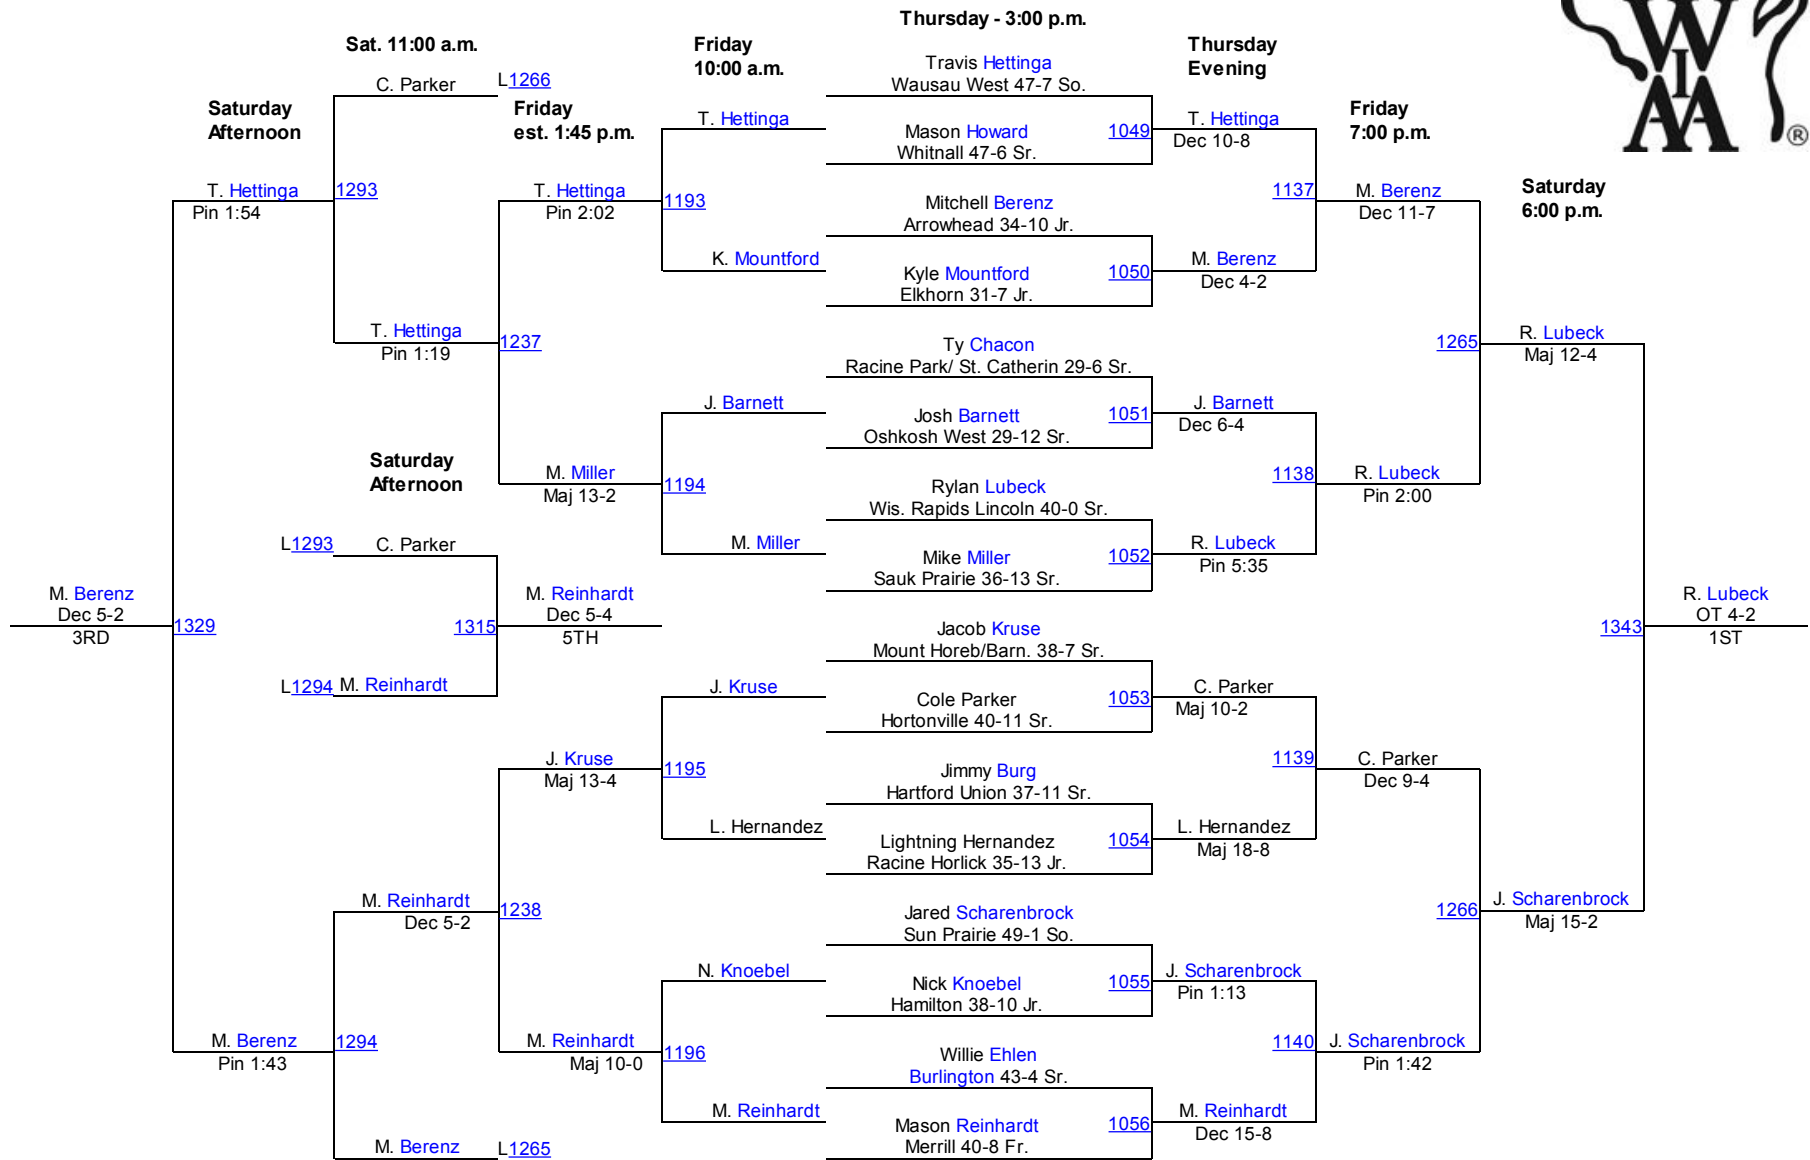 Thursday - 3:00 p.m.
WIAA
®
Sat. 11:00 a.m.
Friday
10:00 a.m.
Thursday
Evening
Travis Hettinga
Wausau West 47-7 So.
C. Parker
L1266
Saturday
Afternoon
Friday
est. 1:45 p.m.
Friday
7:00 p.m.
T. Hettinga
Mason Howard
Whitnall 47-6 Sr.
1049
T. Hettinga
Dec 10-8
T. Hettinga
Pin 1:54
1293
T. Hettinga
Pin 2:02
1193
Mitchell Berenz
Arrowhead 34-10 Jr.
1137
M. Berenz
Dec 11-7
Saturday
6:00 p.m.
K. Mountford
Kyle Mountford
Elkhorn 31-7 Jr.
1050
M. Berenz
Dec 4-2
T. Hettinga
Pin 1:19
1237
Ty Chacon
Racine Park/ St. Catherin 29-6 Sr.
1265
R. Lubeck
Maj 12-4
J. Barnett
Josh Barnett
Oshkosh West 29-12 Sr.
1051
J. Barnett
Dec 6-4
Saturday
Afternoon
M. Miller
Maj 13-2
1194
Rylan Lubeck
Wis. Rapids Lincoln 40-0 Sr.
1138
R. Lubeck
Pin 2:00
L1293
C. Parker
M. Miller
Mike Miller
Sauk Prairie 36-13 Sr.
1052
R. Lubeck
Pin 5:35
M. Berenz
Dec 5-2
3RD
1329
1315
M. Reinhardt
Dec 5-4
5TH
Jacob Kruse
Mount Horeb/Barn. 38-7 Sr.
1343
R. Lubeck
OT 4-2
1ST
L1294
M. Reinhardt
J. Kruse
Cole Parker
Hortonville 40-11 Sr.
1053
C. Parker
Maj 10-2
J. Kruse
Maj 13-4
1195
Jimmy Burg
Hartford Union 37-11 Sr.
1139
C. Parker
Dec 9-4
L. Hernandez
Lightning Hernandez
Racine Horlick 35-13 Jr.
1054
L. Hernandez
Maj 18-8
M. Reinhardt
Dec 5-2
1238
Jared Scharenbrock
Sun Prairie 49-1 So.
1266
J. Scharenbrock
Maj 15-2
N. Knoebel
Nick Knoebel
Hamilton 38-10 Jr.
1055
J. Scharenbrock
Pin 1:13
M. Berenz
Pin 1:43
1294
M. Reinhardt
Maj 10-0
1196
Willie Ehlen
Burlington 43-4 Sr.
1140
J. Scharenbrock
Pin 1:42
M. Reinhardt
Mason Reinhardt
Merrill 40-8 Fr.
1056
M. Reinhardt
Dec 15-8
M. Berenz
L1265